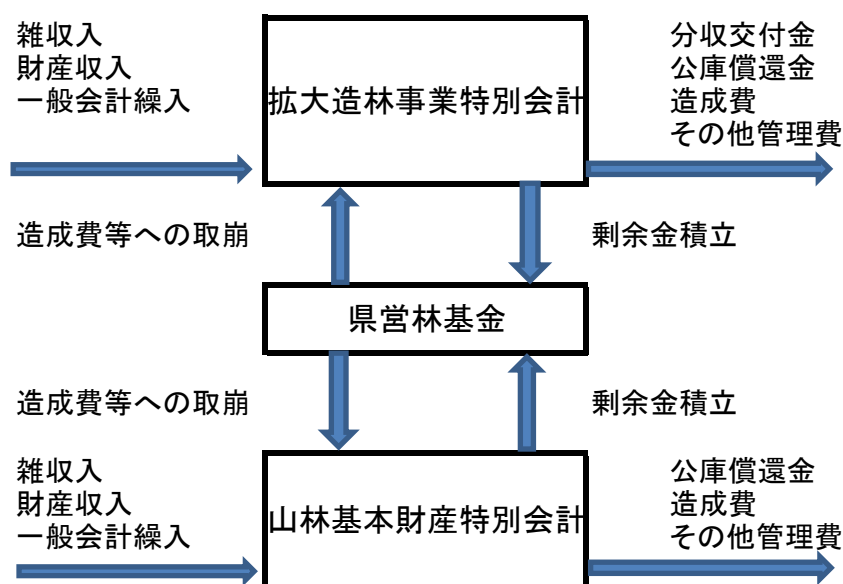 雑収入
財産収入
一般会計繰入
拡大造林事業特別会計
分収交付金
公庫償還金
造成費
その他管理費
造成費等への取崩
剰余金積立
県営林基金
造成費等への取崩
剰余金積立
雑収入
財産収入
一般会計繰入
山林基本財産特別会計
公庫償還金
造成費
その他管理費